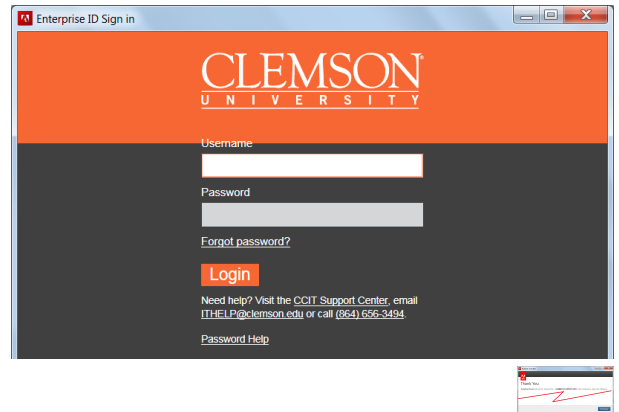 Enterprise ID Sign in
CLEMSON
UNIVERSITY
Username
Password
Forgot password?
Login
Need help? Visit the CCIT Support Center, email
ITHELP@clemson.edu or call (864) 656-3494.
Password Help
Thank You